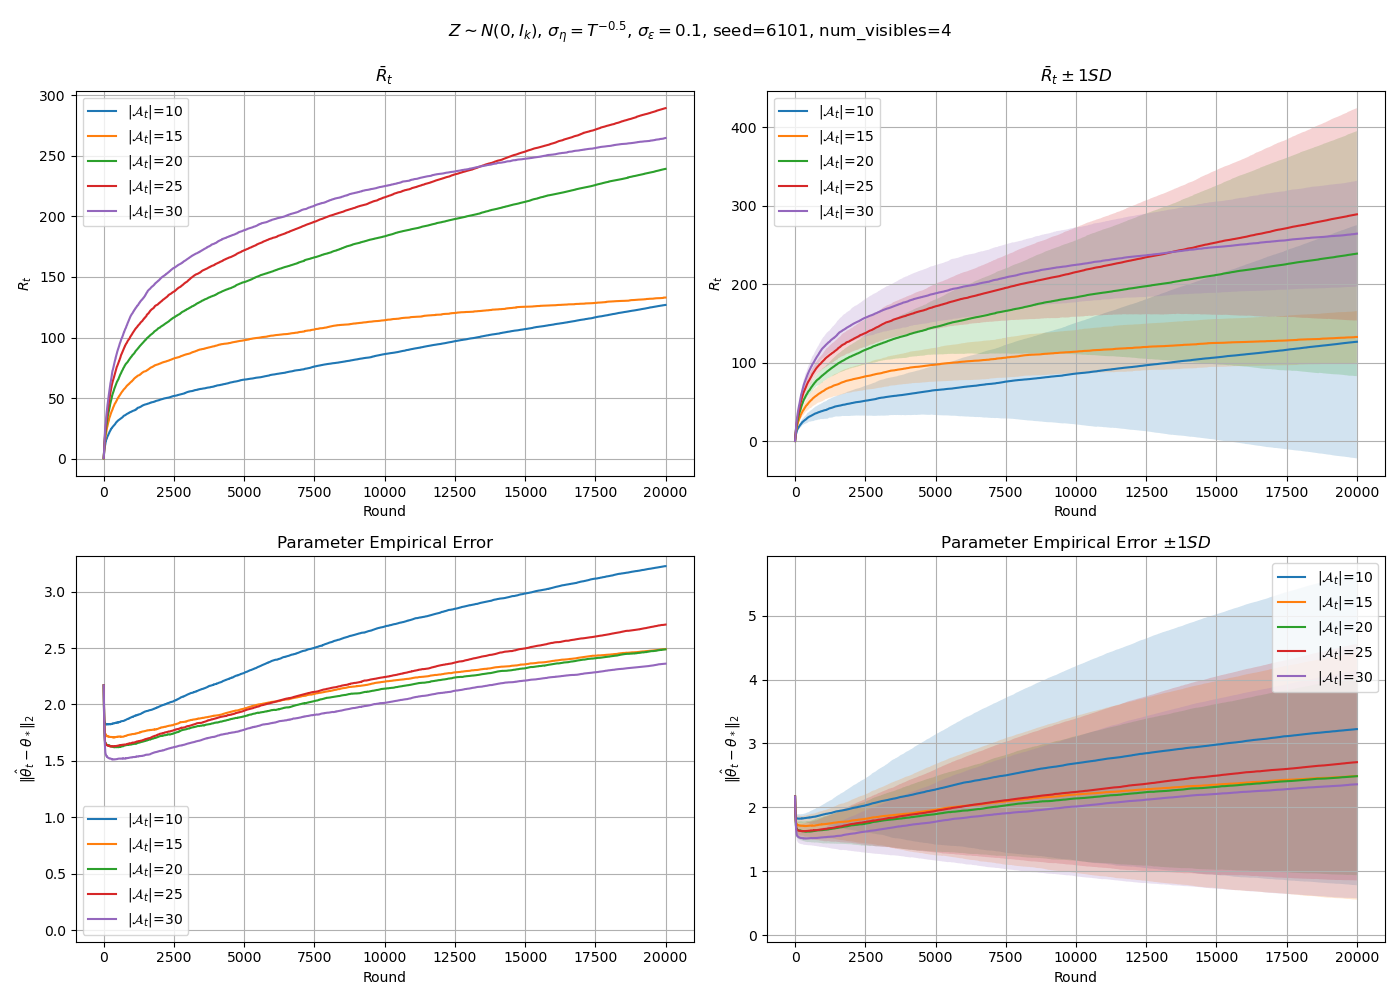 Z ∼ N(0, I_k), σ_η = T^{−0.5}, σ_ε = 0.1, seed=6101, num_visibles=4
R̄_t
300
250
200
150
100
50
0
R_t
|𝒜_t|=10
|𝒜_t|=15
|𝒜_t|=20
|𝒜_t|=25
|𝒜_t|=30
0 2500 5000 7500 10000 12500 15000 17500 20000
Round
R̄_t ± 1SD
400
300
200
100
0
R_t
|𝒜_t|=10
|𝒜_t|=15
|𝒜_t|=20
|𝒜_t|=25
|𝒜_t|=30
0 2500 5000 7500 10000 12500 15000 17500 20000
Round
Parameter Empirical Error
3.0
2.5
2.0
1.5
1.0
0.5
0.0
‖θ̂_t − θ_*‖_2
|𝒜_t|=10
|𝒜_t|=15
|𝒜_t|=20
|𝒜_t|=25
|𝒜_t|=30
0 2500 5000 7500 10000 12500 15000 17500 20000
Round
Parameter Empirical Error ±1SD
5
4
3
2
1
0
‖θ̂_t − θ_*‖_2
|𝒜_t|=10
|𝒜_t|=15
|𝒜_t|=20
|𝒜_t|=25
|𝒜_t|=30
0 2500 5000 7500 10000 12500 15000 17500 20000
Round